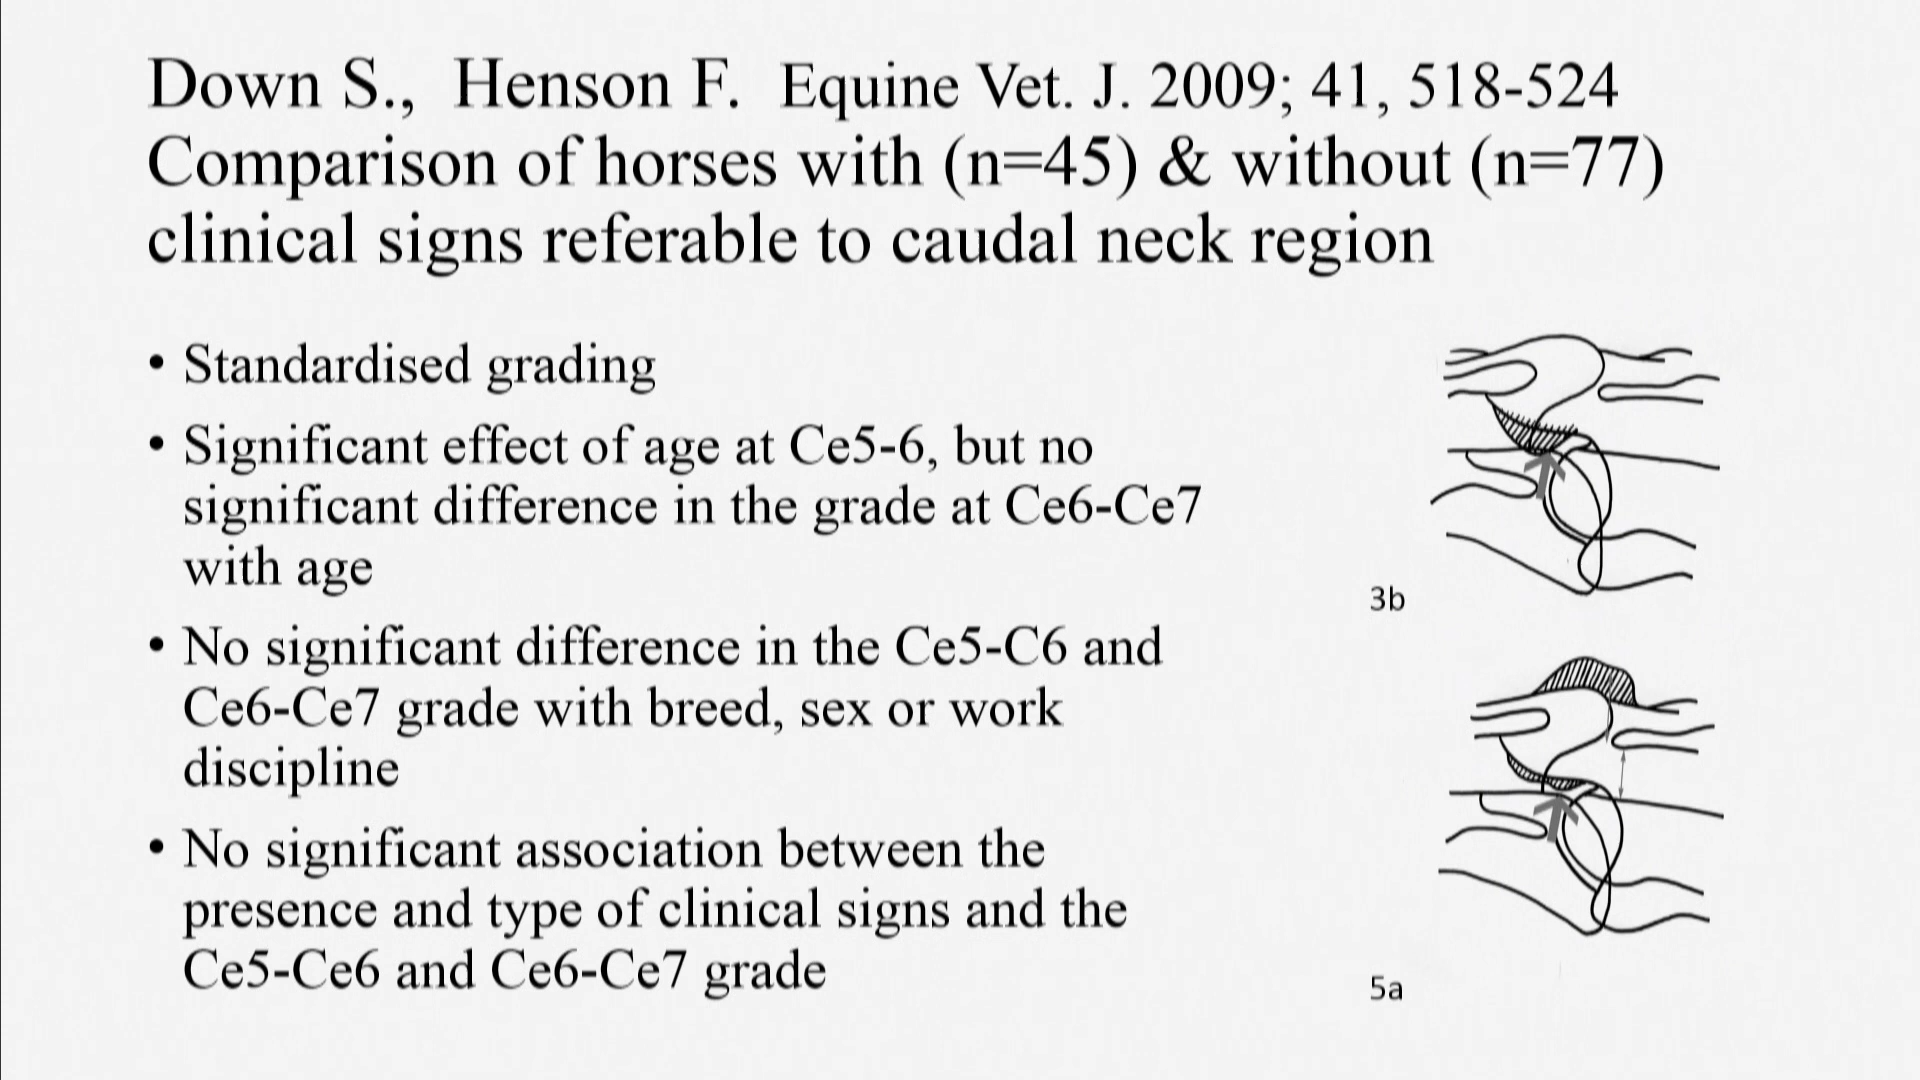 Down S., Henson F. Equine Vet. J. 2009; 41, 518-524
Comparison of horses with (n=45) & without (n=77)
clinical signs referable to caudal neck region
• Standardised grading
• Significant effect of age at Ce5-6, but no
significant difference in the grade at Ce6-Ce7
with age
• No significant difference in the Ce5-C6 and
Ce6-Ce7 grade with breed, sex or work
discipline
• No significant association between the
presence and type of clinical signs and the
Ce5-Ce6 and Ce6-Ce7 grade
3b
5a